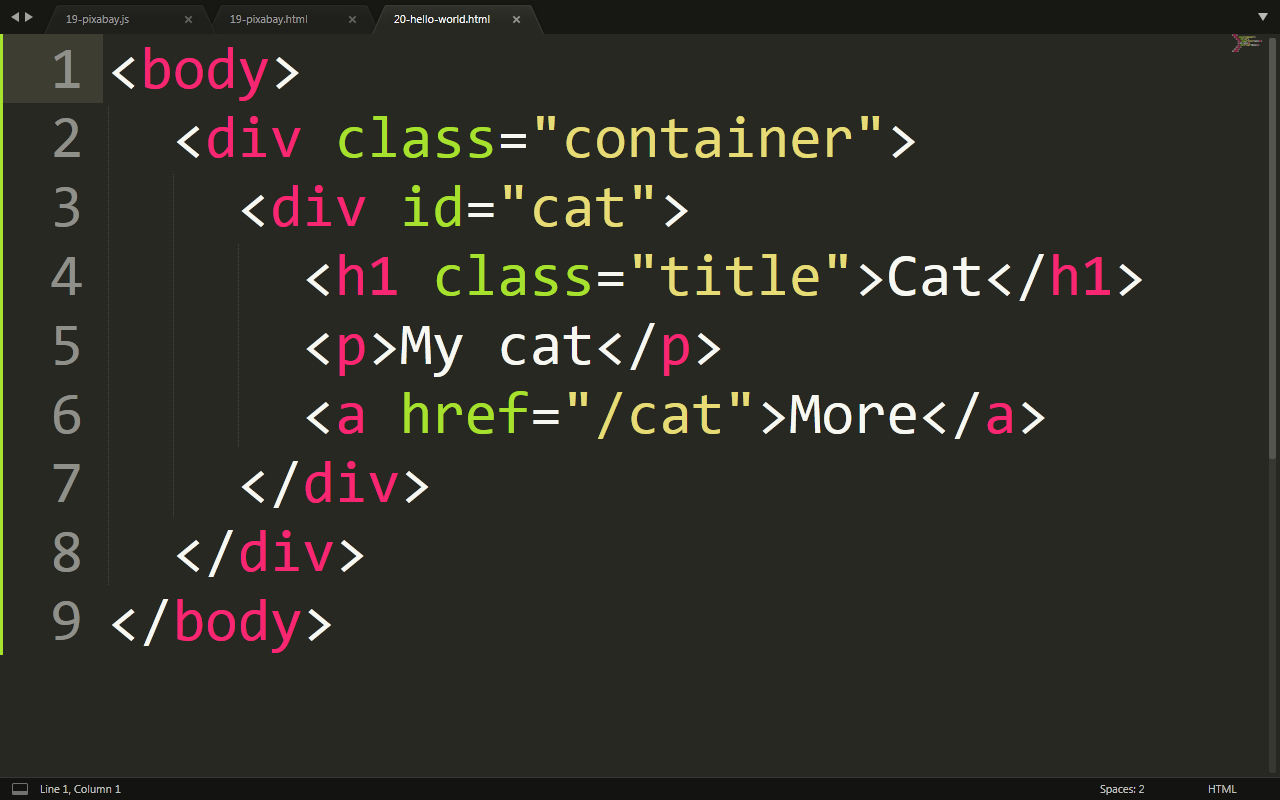 19-pixabay.js × 19-pixabay.html × 20-hello-world.html ×
1 <body>
2 <div class="container">
3 <div id="cat">
4 <h1 class="title">Cat</h1>
5 <p>My cat</p>
6 <a href="/cat">More</a>
7 </div>
8 </div>
9 </body>
Line 1, Column 1 Spaces: 2 HTML